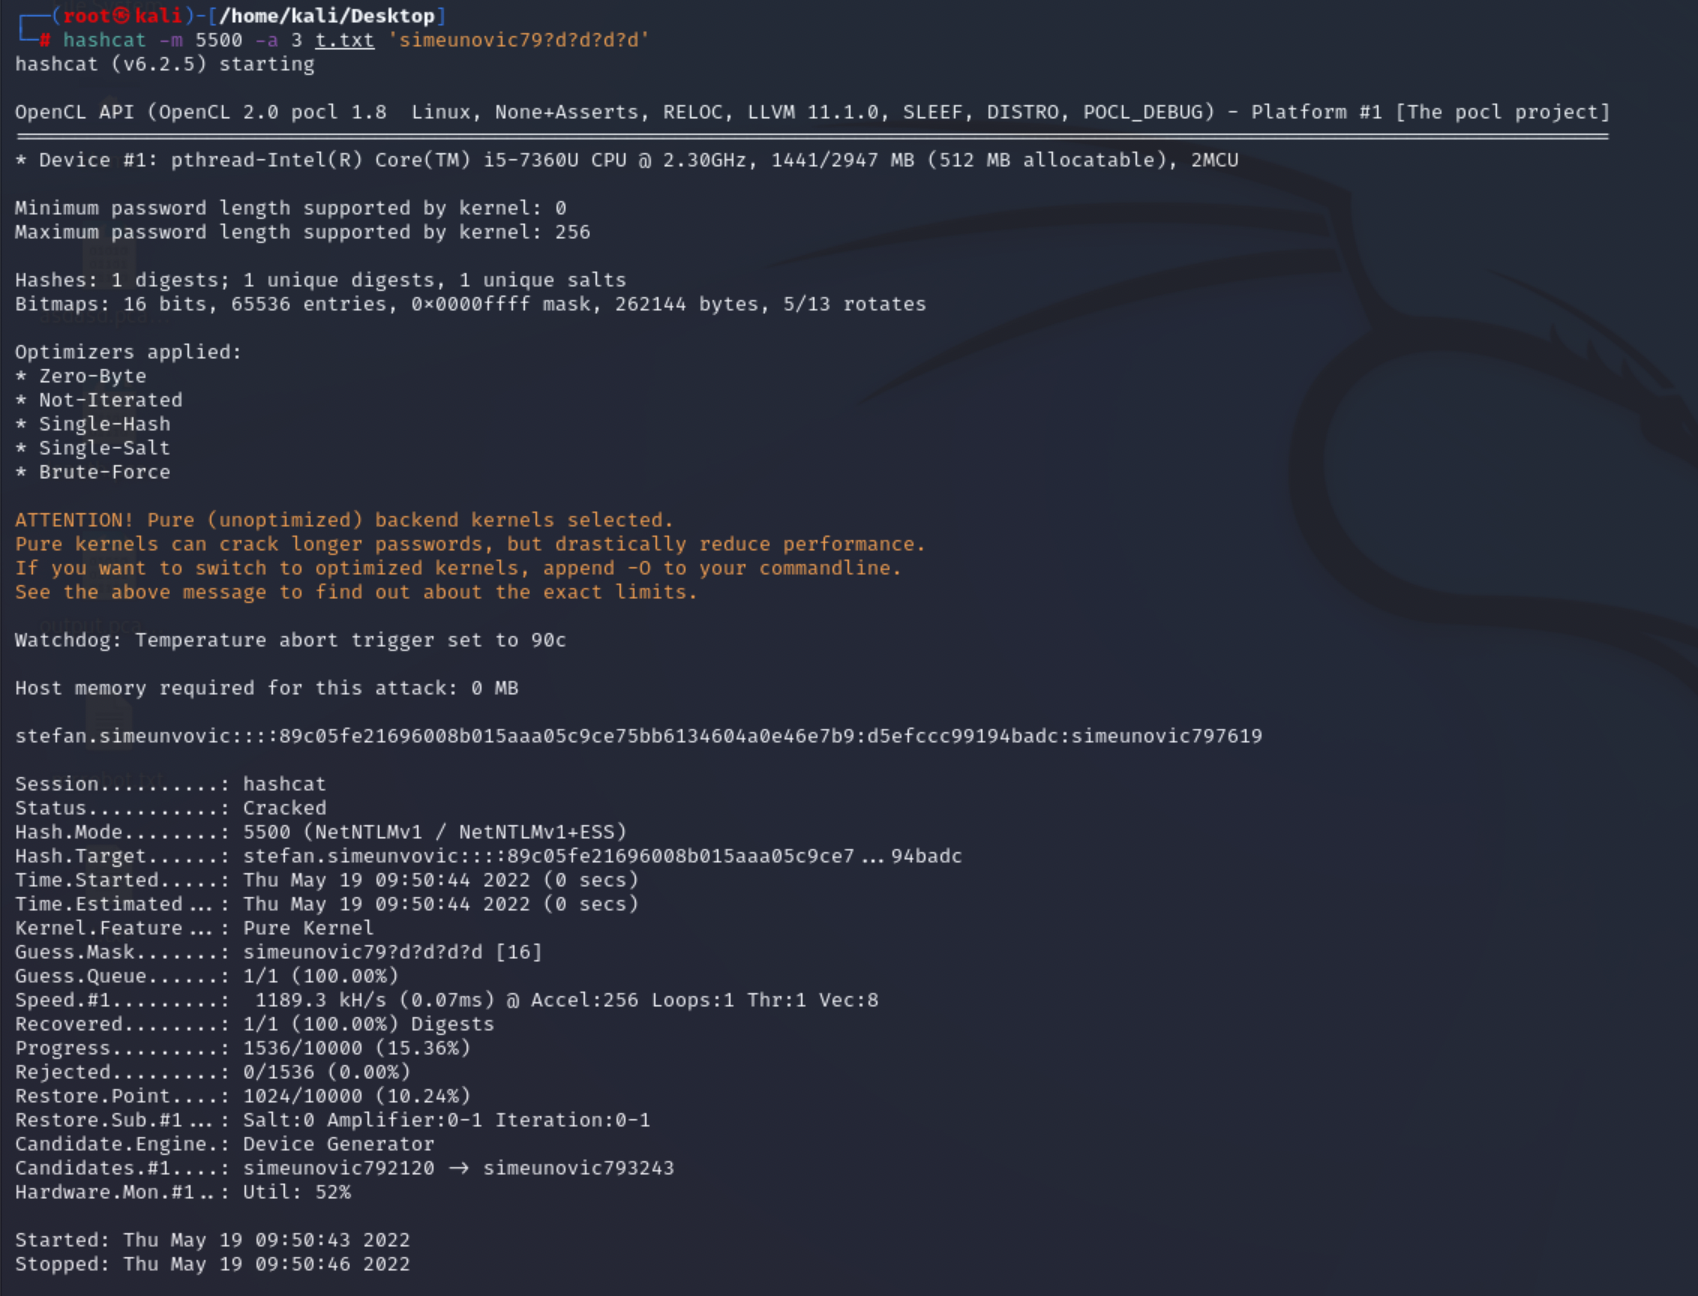 ┌──(root㉿kali)-[/home/kali/Desktop]
└─# hashcat -m 5500 -a 3 t.txt 'simeunovic79?d?d?d?d'
hashcat (v6.2.5) starting
OpenCL API (OpenCL 2.0 pocl 1.8  Linux, None+Asserts, RELOC, LLVM 11.1.0, SLEEF, DISTRO, POCL_DEBUG) - Platform #1 [The pocl project]
* Device #1: pthread-Intel(R) Core(TM) i5-7360U CPU @ 2.30GHz, 1441/2947 MB (512 MB allocatable), 2MCU
Minimum password length supported by kernel: 0
Maximum password length supported by kernel: 256
Hashes: 1 digests; 1 unique digests, 1 unique salts
Bitmaps: 16 bits, 65536 entries, 0×0000ffff mask, 262144 bytes, 5/13 rotates
Optimizers applied:
* Zero-Byte
* Not-Iterated
* Single-Hash
* Single-Salt
* Brute-Force
ATTENTION! Pure (unoptimized) backend kernels selected.
Pure kernels can crack longer passwords, but drastically reduce performance.
If you want to switch to optimized kernels, append -O to your commandline.
See the above message to find out about the exact limits.
Watchdog: Temperature abort trigger set to 90c
Host memory required for this attack: 0 MB
stefan.simeunvovic::::89c05fe21696008b015aaa05c9ce75bb6134604a0e46e7b9:d5efccc99194badc:simeunovic797619
Session..........: hashcat
Status...........: Cracked
Hash.Mode........: 5500 (NetNTLMv1 / NetNTLMv1+ESS)
Hash.Target......: stefan.simeunvovic::::89c05fe21696008b015aaa05c9ce7...94badc
Time.Started.....: Thu May 19 09:50:44 2022 (0 secs)
Time.Estimated...: Thu May 19 09:50:44 2022 (0 secs)
Kernel.Feature...: Pure Kernel
Guess.Mask.......: simeunovic79?d?d?d?d [16]
Guess.Queue......: 1/1 (100.00%)
Speed.#1.........:  1189.3 kH/s (0.07ms) @ Accel:256 Loops:1 Thr:1 Vec:8
Recovered........: 1/1 (100.00%) Digests
Progress.........: 1536/10000 (15.36%)
Rejected.........: 0/1536 (0.00%)
Restore.Point....: 1024/10000 (10.24%)
Restore.Sub.#1...: Salt:0 Amplifier:0-1 Iteration:0-1
Candidate.Engine.: Device Generator
Candidates.#1....: simeunovic792120 -> simeunovic793243
Hardware.Mon.#1..: Util: 52%
Started: Thu May 19 09:50:43 2022
Stopped: Thu May 19 09:50:46 2022